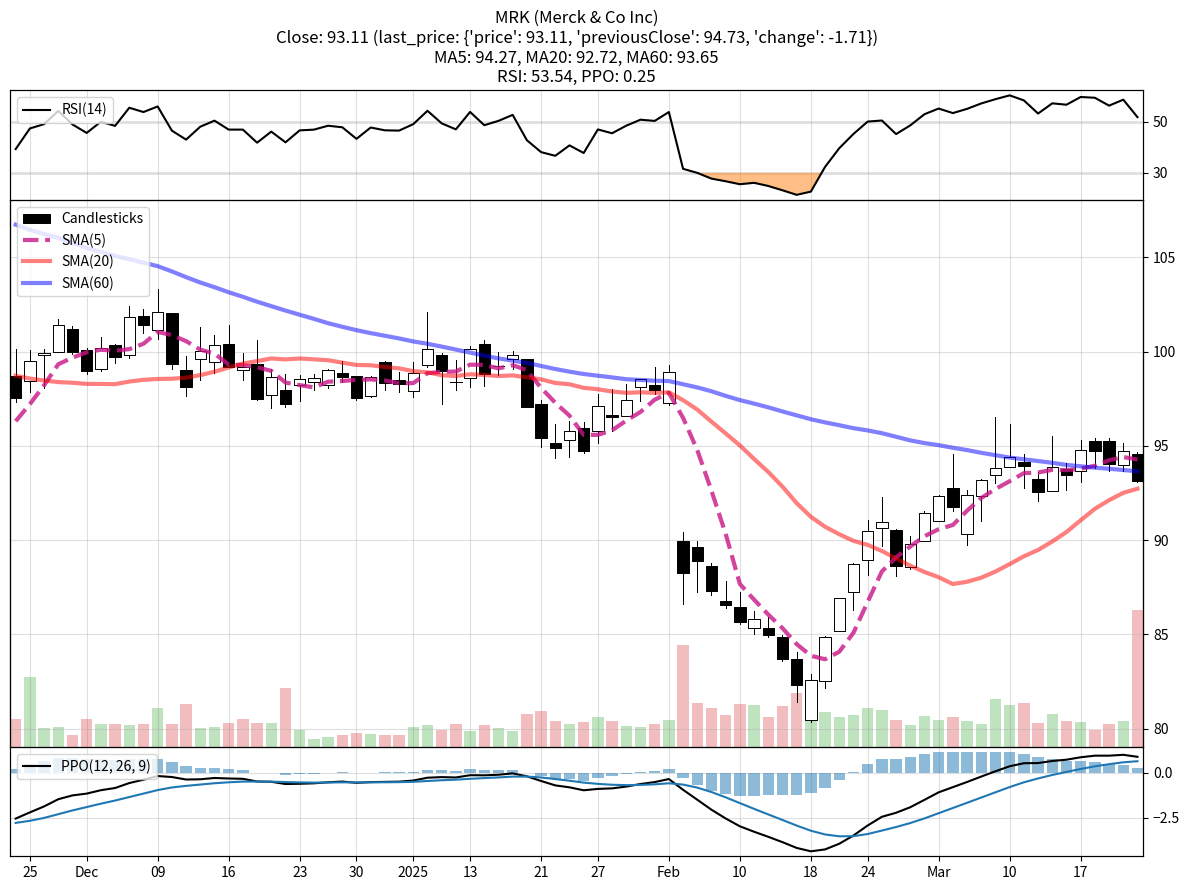 MRK (Merck & Co Inc)
Close: 93.11 (last_price: {'price': 93.11, 'previousClose': 94.73, 'change': -1.71})
MA5: 94.27, MA20: 92.72, MA60: 93.65
RSI: 53.54, PPO: 0.25
RSI(14)
50
30
Candlesticks
SMA(5)
SMA(20)
SMA(60)
105
100
95
90
85
80
PPO(12, 26, 9)
0.0
−2.5
25 Dec 09 16 23 30 2025 13 21 27 Feb 10 18 24 Mar 10 17